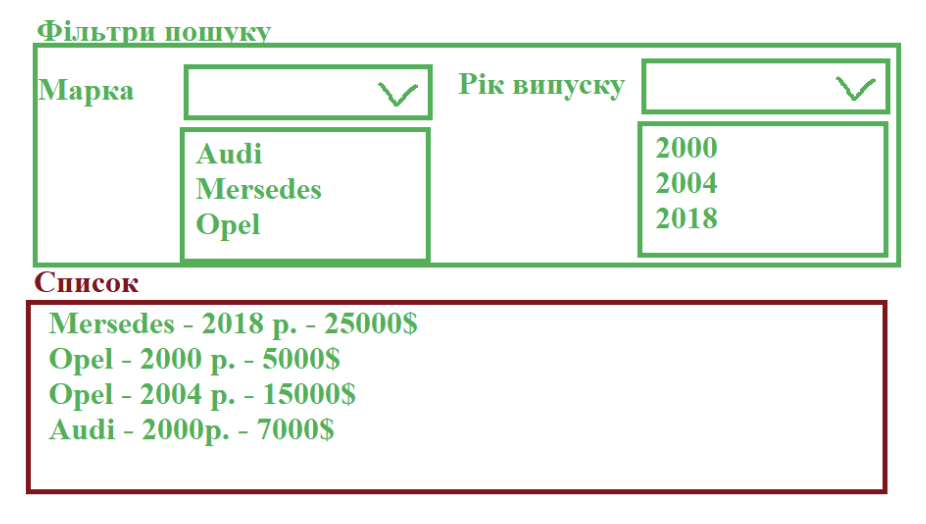 Фільтри пошуку
Марка
Рік випуску
Audi
Mersedes
Opel
2000
2004
2018
Список
Mersedes - 2018 р. - 25000$
Opel - 2000 р. - 5000$
Opel - 2004 р. - 15000$
Audi - 2000р. - 7000$